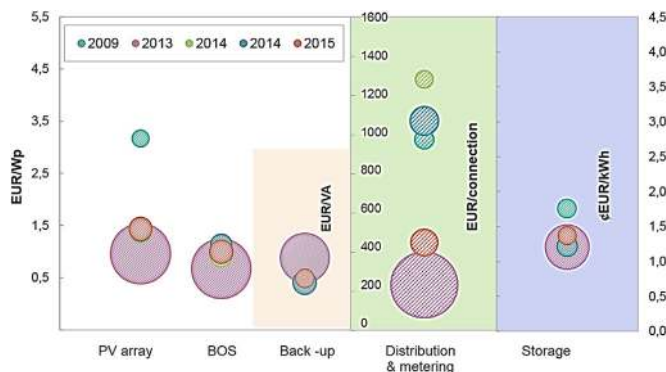 5,5
4,5
3,5
2,5
1,5
0,5
EUR/Wp
2009 2013 2014 2014 2015
EUR/VA
1600
1400
1200
1000
800
600
400
200
0
EUR/connection
¢EUR/kWh
4,5
4,0
3,5
3,0
2,5
2,0
1,5
1,0
0,5
0,0
PV array
BOS
Back -up
Distribution
& metering
Storage